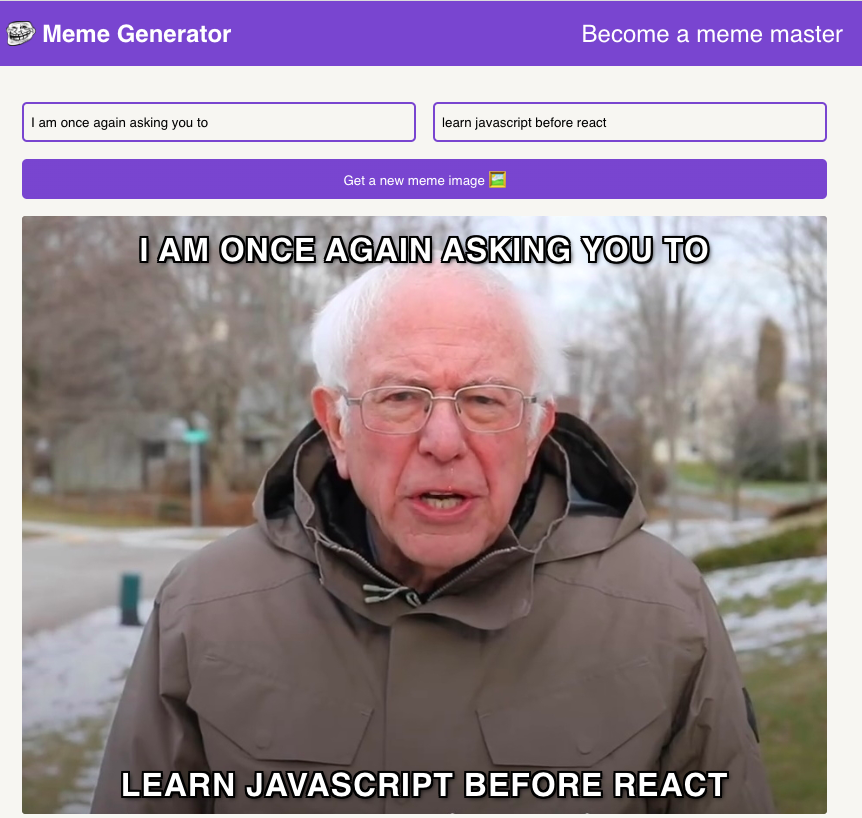 Meme Generator
Become a meme master
I am once again asking you to
learn javascript before react
Get a new meme image
I AM ONCE AGAIN ASKING YOU TO
LEARN JAVASCRIPT BEFORE REACT